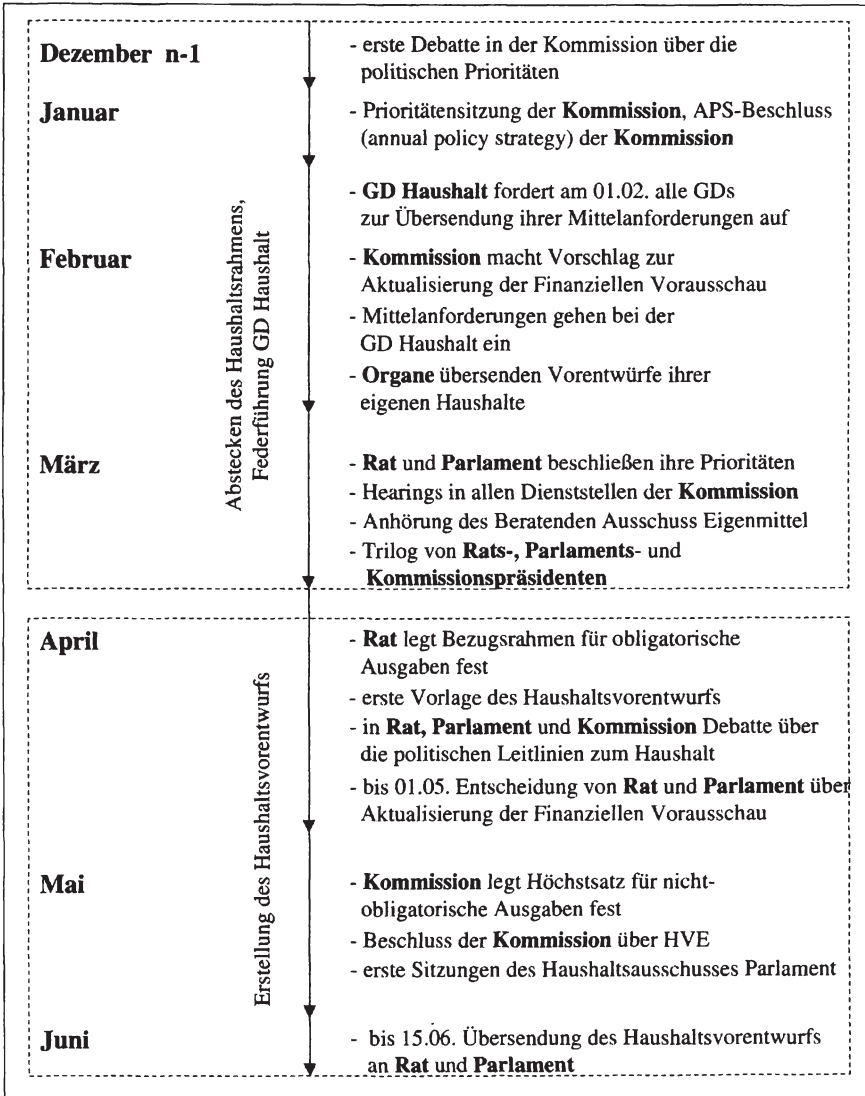 Dezember n-1
- erste Debatte in der Kommission über die
politischen Prioritäten
Januar
- Prioritätensitzung der Kommission, APS-Beschluss
(annual policy strategy) der Kommission
Abstecken des Haushaltsrahmens,
Federführung GD Haushalt
- GD Haushalt fordert am 01.02. alle GDs
zur Übersendung ihrer Mittelanforderungen auf
Februar
- Kommission macht Vorschlag zur
Aktualisierung der Finanziellen Vorausschau
- Mittelanforderungen gehen bei der
GD Haushalt ein
- Organe übersenden Vorentwürfe ihrer
eigenen Haushalte
März
- Rat und Parlament beschließen ihre Prioritäten
- Hearings in allen Dienststellen der Kommission
- Anhörung des Beratenden Ausschuss Eigenmittel
- Trilog von Rats-, Parlaments- und
Kommissionspräsidenten
April
- Rat legt Bezugsrahmen für obligatorische
Ausgaben fest
- erste Vorlage des Haushaltsvorentwurfs
- in Rat, Parlament und Kommission Debatte über
die politischen Leitlinien zum Haushalt
- bis 01.05. Entscheidung von Rat und Parlament über
Aktualisierung der Finanziellen Vorausschau
Erstellung des Haushaltsvorentwurfs
Mai
- Kommission legt Höchstsatz für nicht-
obligatorische Ausgaben fest
- Beschluss der Kommission über HVE
- erste Sitzungen des Haushaltsausschusses Parlament
Juni
- bis 15.06. Übersendung des Haushaltsvorentwurfs
an Rat und Parlament